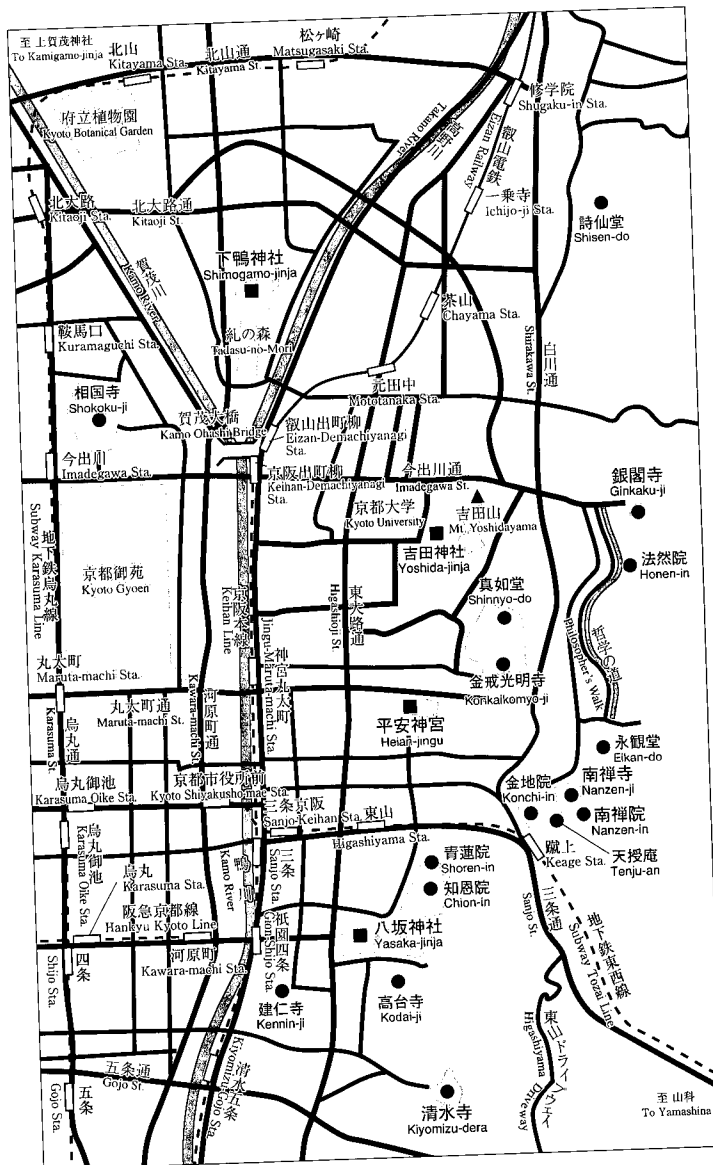 至 上賀茂神社
To Kamigamo-jinja
北山
Kitayama Sta.
北山通
Kitayama St.
松ヶ崎
Matsugasaki Sta.
府立植物園
Kyoto Botanical Garden
高野川
Takano River
修学院
Shugaku-in Sta.
叡山電鉄
Eizan Railway
一乗寺
Ichijo-ji Sta.
詩仙堂
Shisen-do
北大路
Kitaoji Sta.
北大路通
Kitaoji St.
賀茂川
Kamo River
下鴨神社
Shimogamo-jinja
茶山
Chayama Sta.
鞍馬口
Kuramaguchi Sta.
糺の森
Tadasu-no-Mori
白川通
Shirakawa St.
元田中
Mototanaka Sta.
相国寺
Shokoku-ji
賀茂大橋
Kamo Ohashi Bridge
叡山出町柳
Eizan-Demachiyanagi
Sta.
今出川
Imadegawa Sta.
京阪出町柳
Keihan-Demachiyanagi
Sta.
今出川通
Imadegawa St.
銀閣寺
Ginkaku-ji
京都大学
Kyoto University
吉田山
Mt. Yoshidayama
吉田神社
Yoshida-jinja
法然院
Honen-in
地下鉄烏丸線
Subway Karasuma Line
京都御苑
Kyoto Gyoen
京阪本線
Keihan Line
東大路通
Higashioji St.
真如堂
Shinnyo-do
哲学の道
Philosopher's Walk
丸太町
Maruta-machi Sta.
神宮丸太町
Jingu-Maruta-machi Sta.
金戒光明寺
Konkaikomyo-ji
丸太町通
Maruta-machi St.
河原町通
Kawara-machi St.
烏丸通
Karasuma St.
平安神宮
Heian-jingu
永観堂
Eikan-do
烏丸御池
Karasuma Oike Sta.
京都市役所前
Kyoto Shiyakusho-mae Sta.
金地院
Konchi-in
南禅寺
Nanzen-ji
南禅院
Nanzen-in
天授庵
Tenju-an
三条京阪
Sanjo-Keihan Sta.
東山
Higashiyama Sta.
蹴上
Keage Sta.
烏丸御池
Karasuma Oike Sta.
烏丸
Karasuma Sta.
鴨川
Kamo River
三条
Sanjo Sta.
青蓮院
Shoren-in
知恩院
Chion-in
三条通
Sanjo St.
阪急京都線
Hankyu Kyoto Line
祇園四条
Gion-Shijo Sta.
八坂神社
Yasaka-jinja
地下鉄東西線
Subway Tozai Line
四条
Shijo Sta.
河原町
Kawara-machi Sta.
建仁寺
Kennin-ji
高台寺
Kodai-ji
東山ドライブウェイ
Higashiyama Driveway
五条通
Gojo St.
清水五条
Kiyomizu-Gojo Sta.
五条
Gojo Sta.
清水寺
Kiyomizu-dera
至 山科
To Yamashina